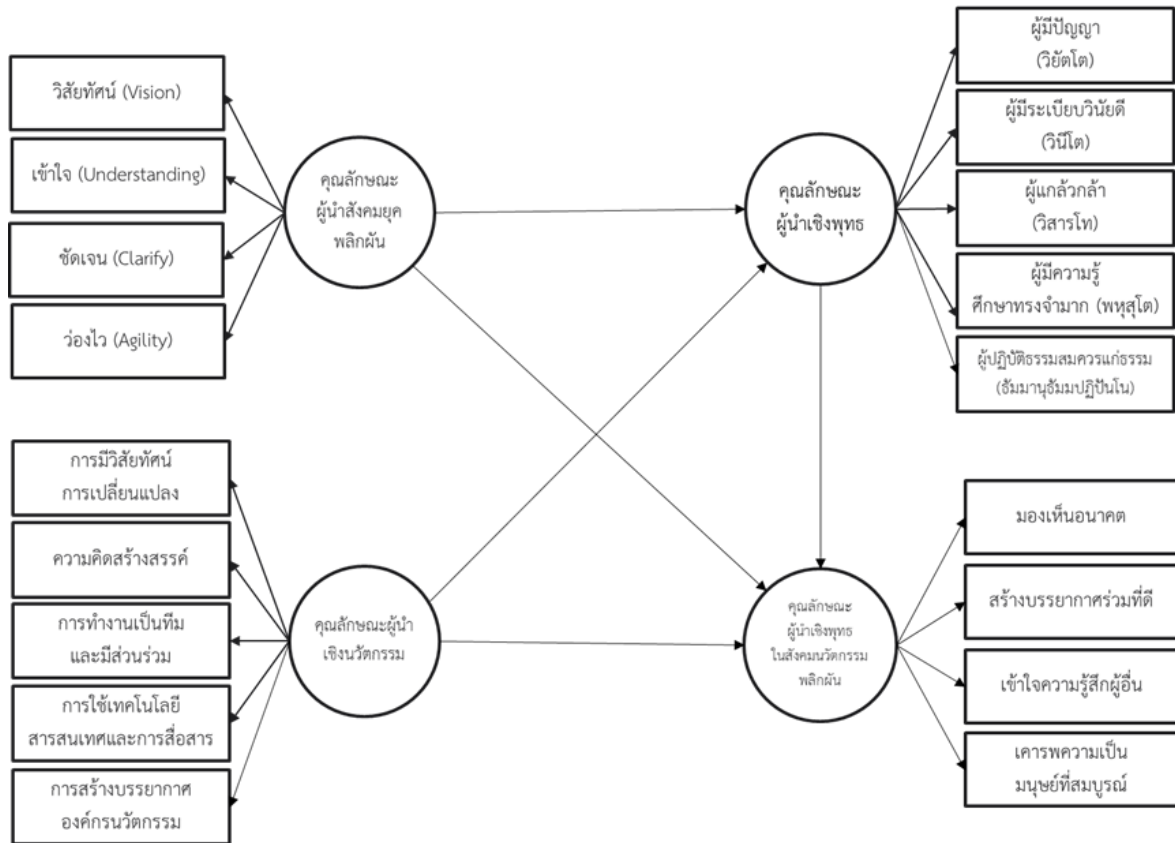 วิสัยทัศน์ (Vision)
เข้าใจ (Understanding)
ชัดเจน (Clarify)
ว่องไว (Agility)
คุณลักษณะ
ผู้นำสังคมยุค
พลิกผัน
คุณลักษณะ
ผู้นำเชิงพุทธ
ผู้มีปัญญา
(วิยัตโต)
ผู้มีระเบียบวินัยดี
(วินีโต)
ผู้แกล้วกล้า
(วิสารโท)
ผู้มีความรู้
ศึกษาทรงจำมาก (พหุสุโต)
ผู้ปฏิบัติธรรมสมควรแก่ธรรม
(ธัมมานุธัมมปฏิปันโน)
การมีวิสัยทัศน์
การเปลี่ยนแปลง
ความคิดสร้างสรรค์
การทำงานเป็นทีม
และมีส่วนร่วม
การใช้เทคโนโลยี
สารสนเทศและการสื่อสาร
การสร้างบรรยากาศ
องค์กรนวัตกรรม
คุณลักษณะผู้นำ
เชิงนวัตกรรม
คุณลักษณะ
ผู้นำเชิงพุทธ
ในสังคมนวัตกรรม
พลิกผัน
มองเห็นอนาคต
สร้างบรรยากาศร่วมที่ดี
เข้าใจความรู้สึกผู้อื่น
เคารพความเป็น
มนุษย์ที่สมบูรณ์